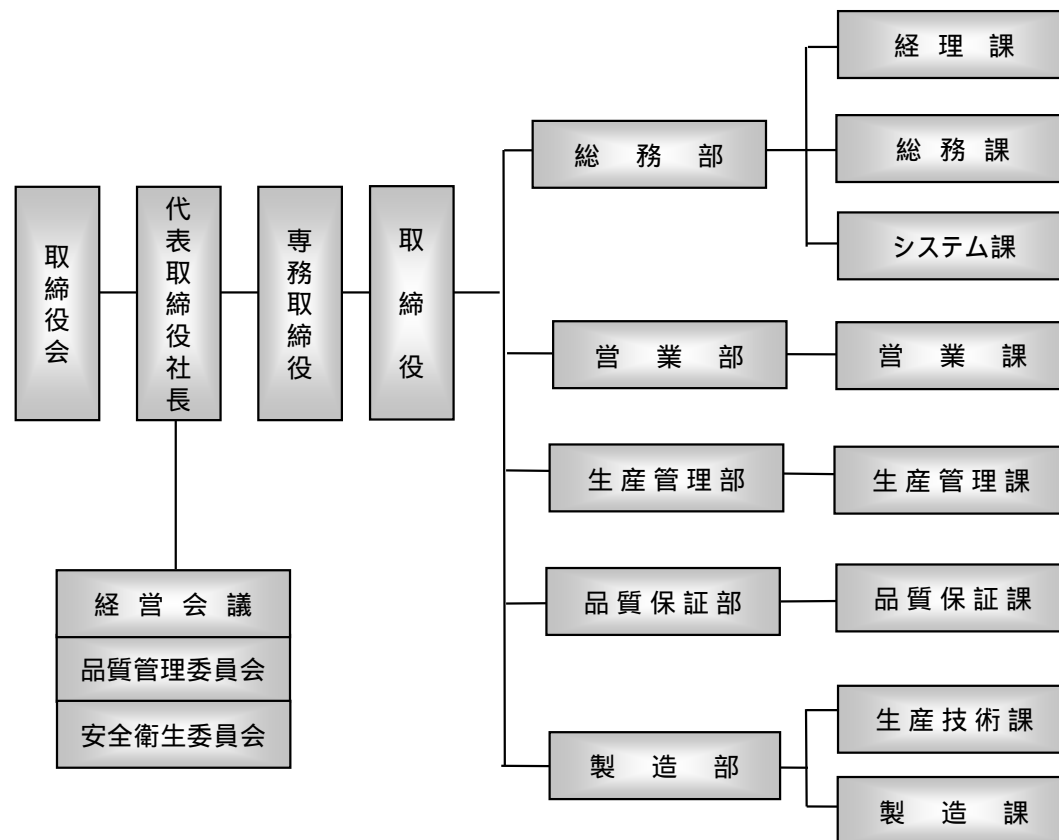 取締役会
代表取締役社長
専務取締役
取締役
経営会議
品質管理委員会
安全衛生委員会
総務部
経理課
総務課
システム課
営業部
営業課
生産管理部
生産管理課
品質保証部
品質保証課
製造部
生産技術課
製造課